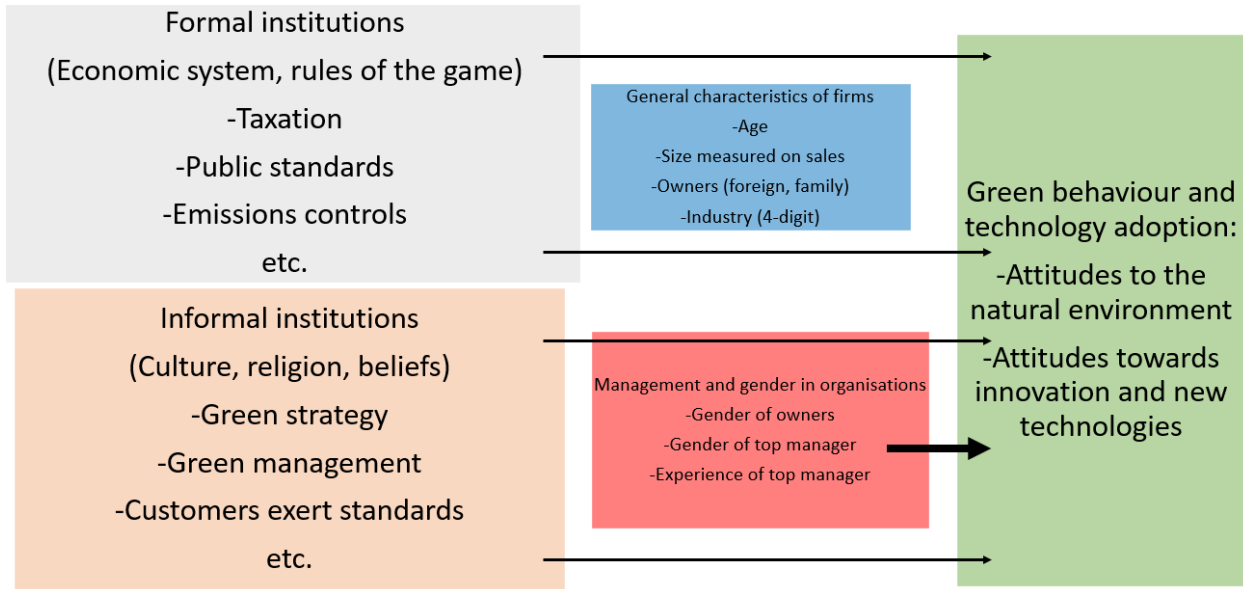 Formal institutions
(Economic system, rules of the game)
-Taxation
-Public standards
-Emissions controls
etc.
General characteristics of firms
-Age
-Size measured on sales
-Owners (foreign, family)
-Industry (4-digit)
Informal institutions
(Culture, religion, beliefs)
-Green strategy
-Green management
-Customers exert standards
etc.
Management and gender in organisations
-Gender of owners
-Gender of top manager
-Experience of top manager
Green behaviour and
technology adoption:
-Attitudes to the
natural environment
-Attitudes towards
innovation and new
technologies